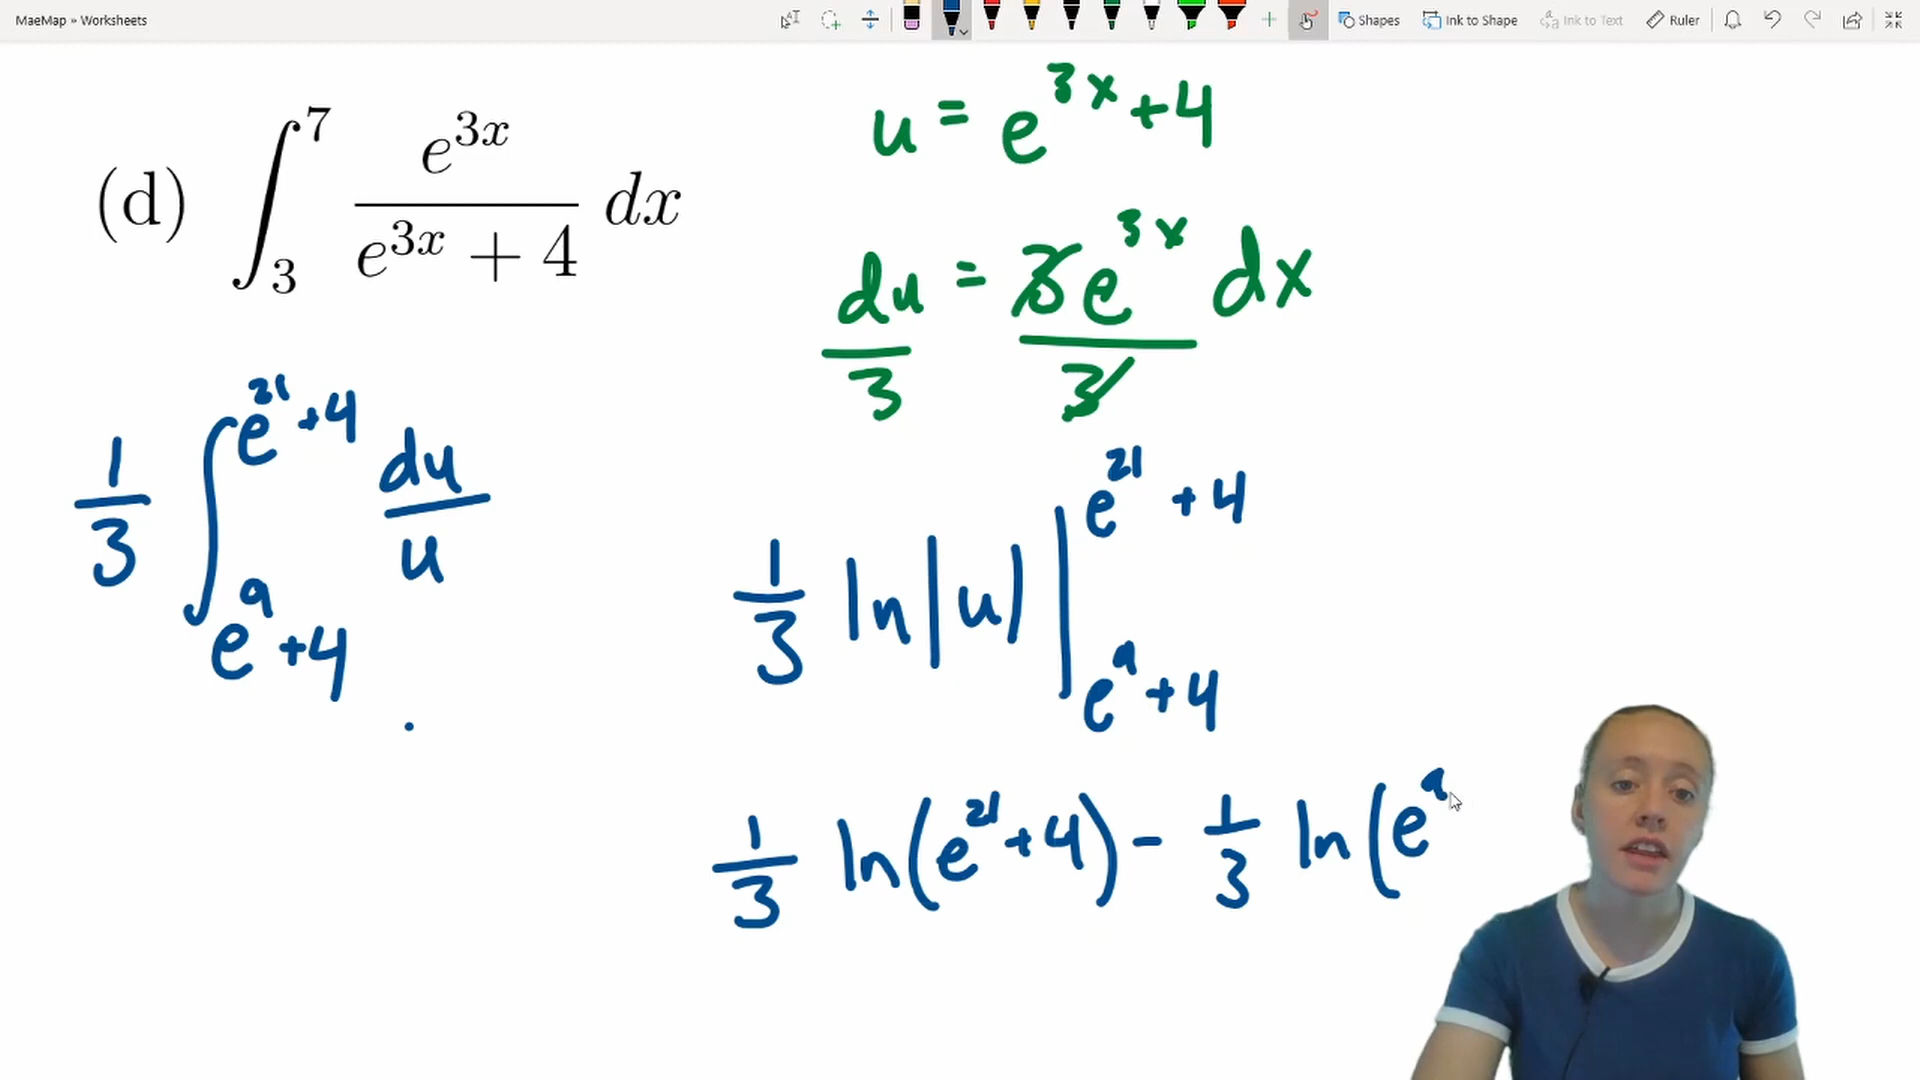 MaeMap » Worksheets
Shapes Ink to Shape Ink to Text Ruler
(d) ∫_3^7 e^{3x} / (e^{3x} + 4) dx
u = e^{3x} + 4
du/3 = 3e^{3x}/3 dx
1/3 ∫_{e^9 + 4}^{e^{21} + 4} du/u
1/3 ln|u| |_{e^9 + 4}^{e^{21} + 4}
1/3 ln(e^{21} + 4) - 1/3 ln(e^9